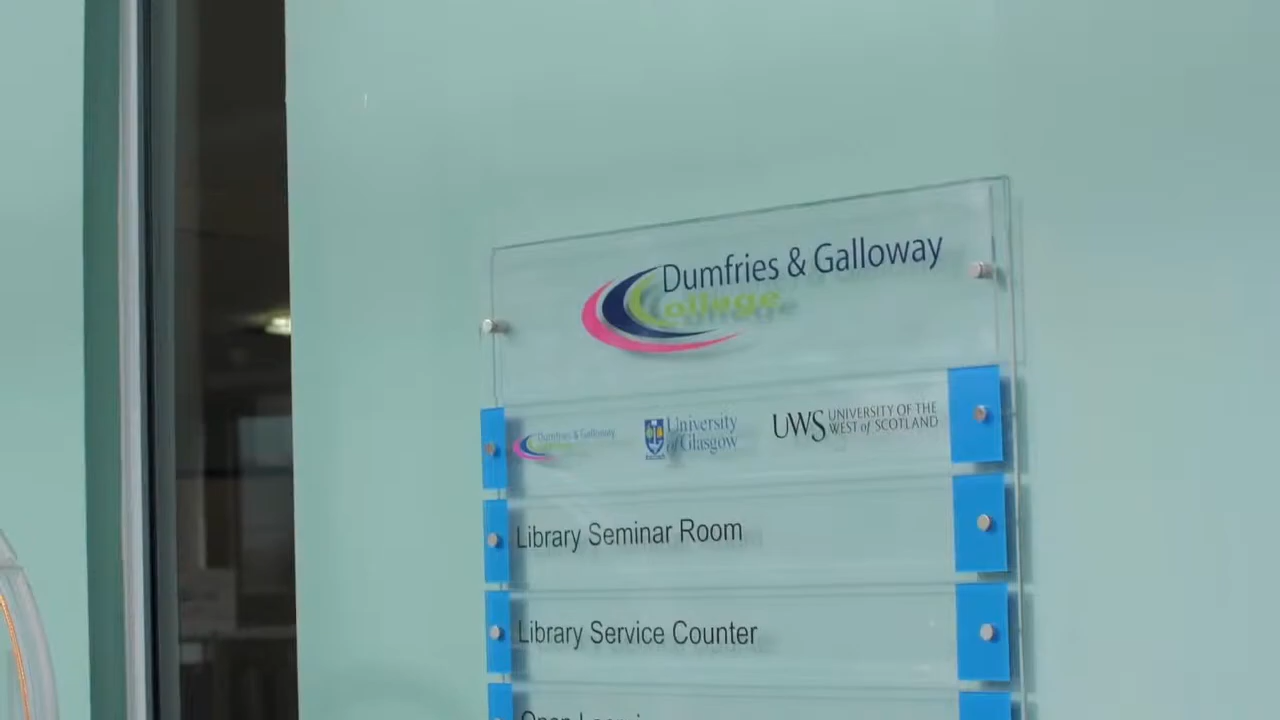 Dumfries & Galloway
College
Dumfries & Galloway
University
of Glasgow
UWS UNIVERSITY OF THE
WEST of SCOTLAND
Library Seminar Room
Library Service Counter
Open